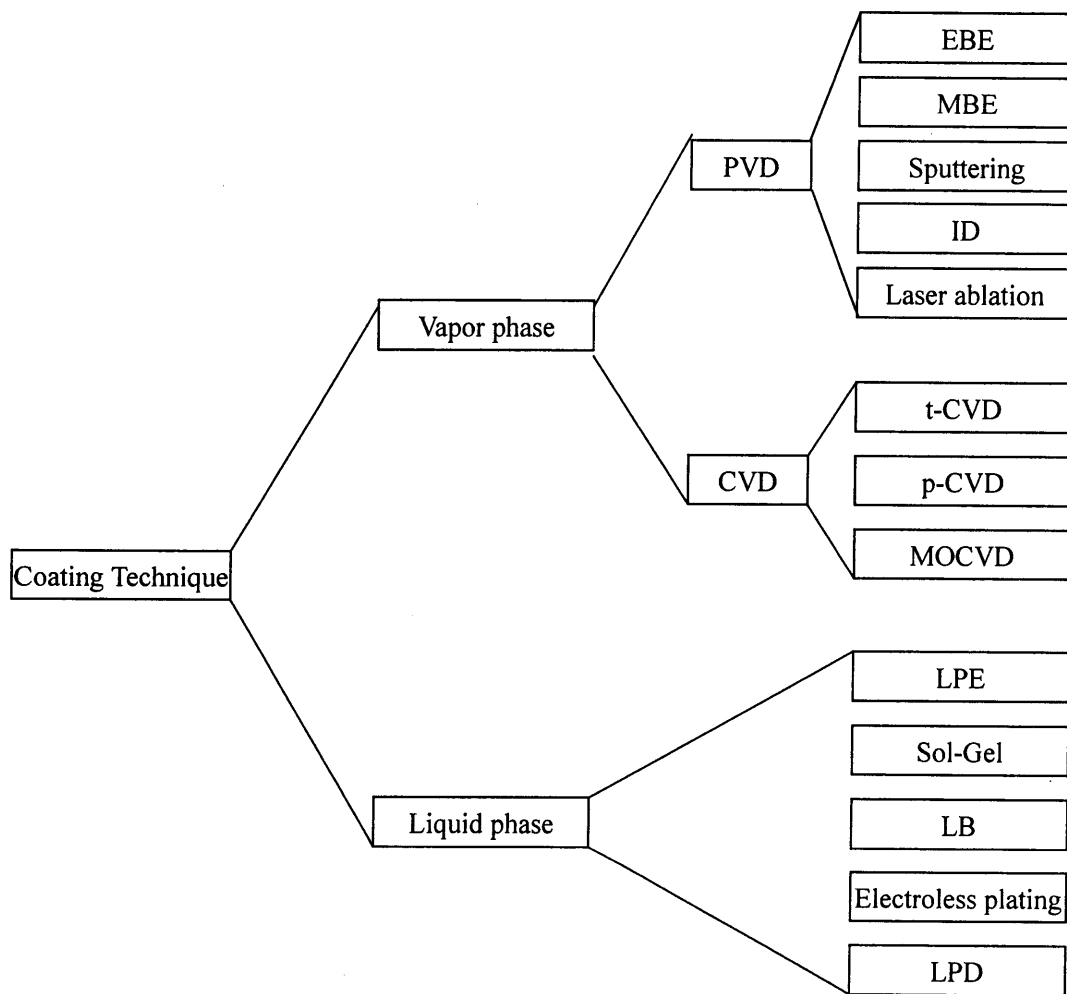 EBE
MBE
PVD
Sputtering
ID
Laser ablation
Vapor phase
t-CVD
CVD
p-CVD
MOCVD
Coating Technique
LPE
Sol-Gel
Liquid phase
LB
Electroless plating
LPD